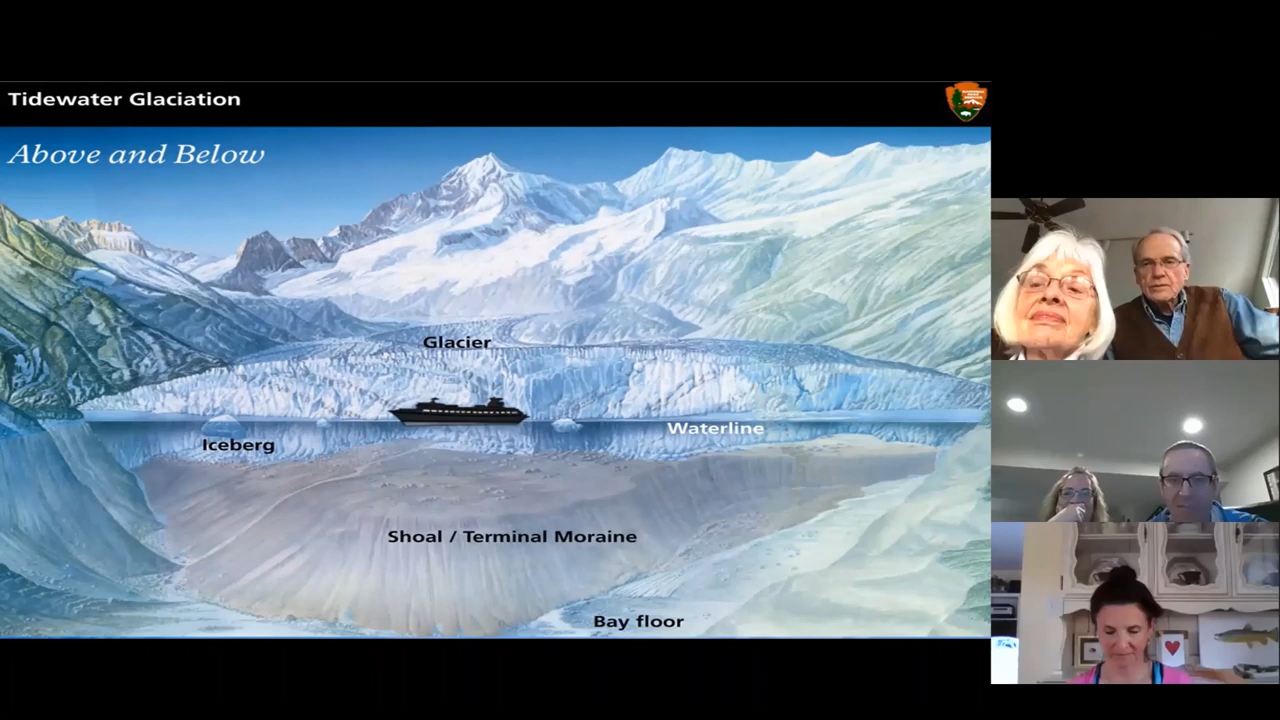 Tidewater Glaciation
Above and Below
Glacier
Waterline
Iceberg
Shoal / Terminal Moraine
Bay floor